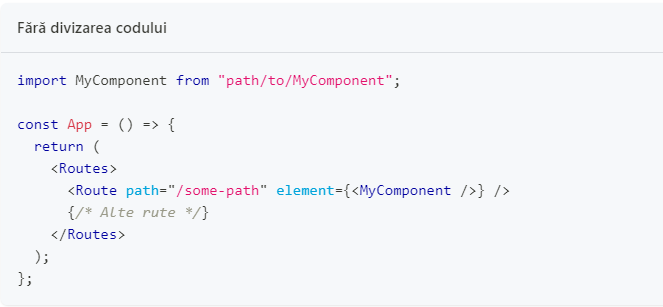 Fără divizarea codului
import MyComponent from "path/to/MyComponent";
const App = () => {
return (
<Routes>
<Route path="/some-path" element={<MyComponent />} />
{/* Alte rute */}
</Routes>
);
};